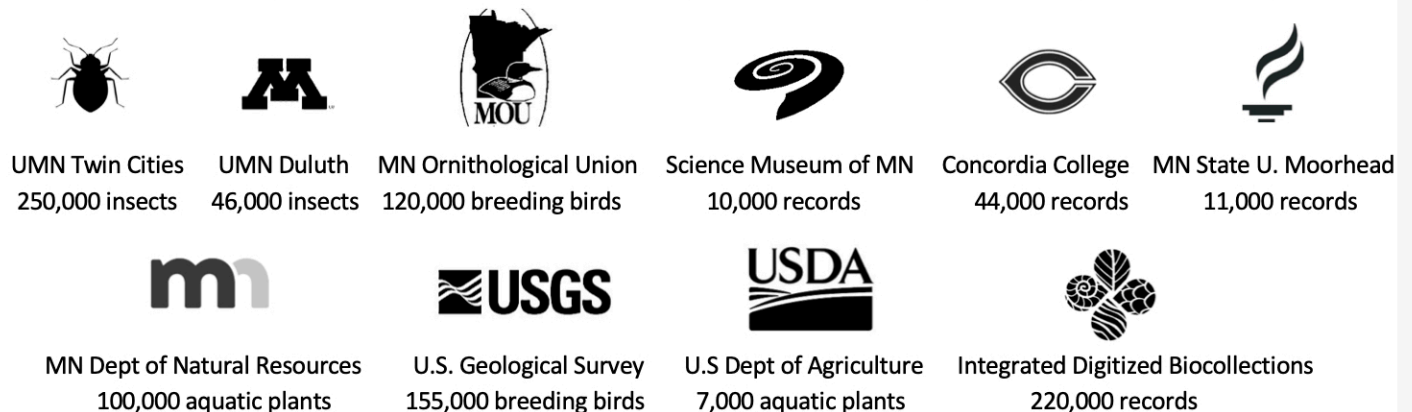 MOU
UMN Twin Cities
250,000 insects
UMN Duluth
46,000 insects
MN Ornithological Union
120,000 breeding birds
Science Museum of MN
10,000 records
Concordia College
44,000 records
MN State U. Moorhead
11,000 records
mn
USGS
USDA
MN Dept of Natural Resources
100,000 aquatic plants
U.S. Geological Survey
155,000 breeding birds
U.S Dept of Agriculture
7,000 aquatic plants
Integrated Digitized Biocollections
220,000 records